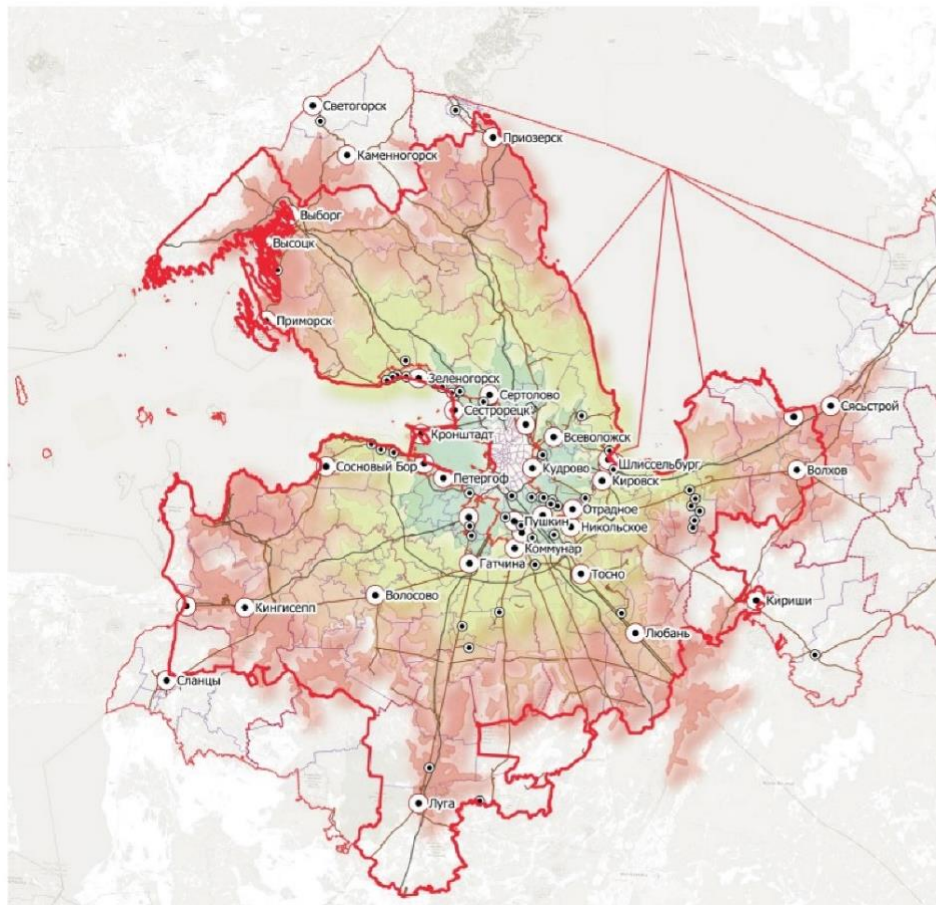 Светогорск
Приозерск
Каменногорск
Выборг
Высоцк
Приморск
Зеленогорск
Сертолово
Сестрорецк
Сясьстрой
Кронштадт
Всеволожск
Сосновый Бор
Кудрово
Шлиссельбург
Волхов
Петергоф
Кировск
Отрадное
Пушкин
Никольское
Коммунар
Гатчина
Тосно
Волосово
Кириши
Кингисепп
Любань
Сланцы
Луга